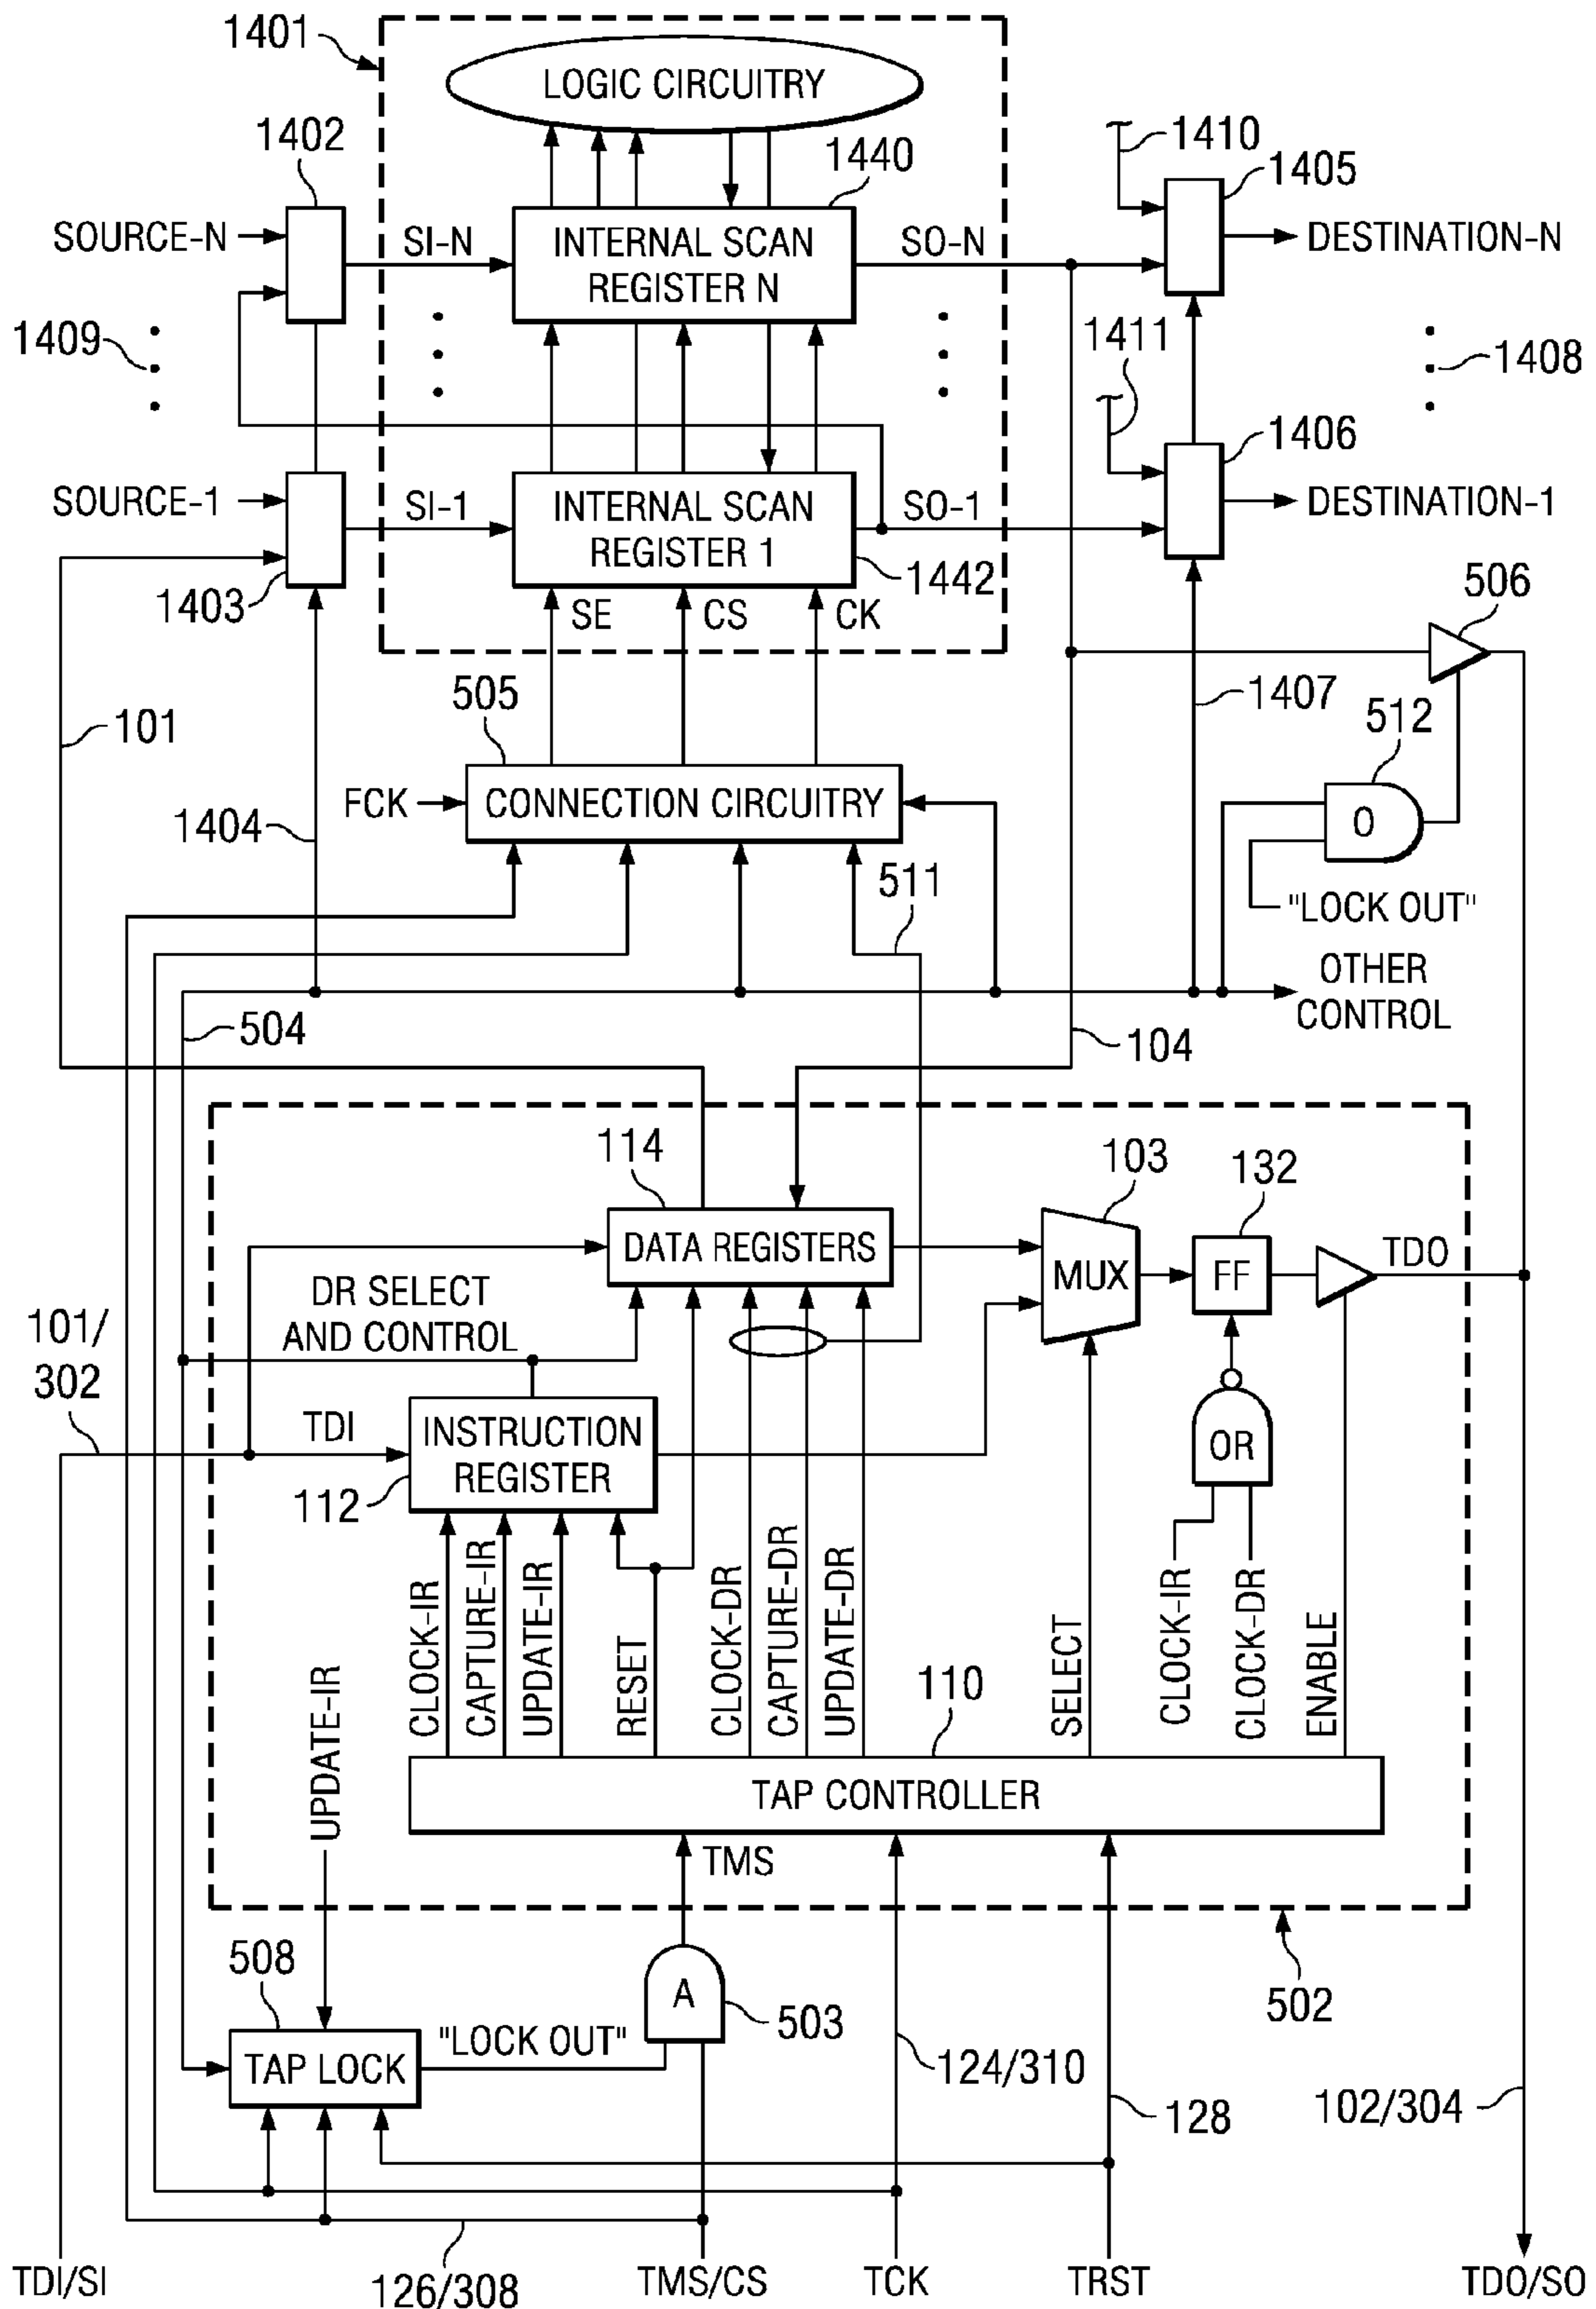 1401
LOGIC CIRCUITRY
1402
1440
1410
1405
SOURCE-N
SI-N
INTERNAL SCAN
REGISTER N
SO-N
DESTINATION-N
1409
1411
1408
1406
SOURCE-1
SI-1
INTERNAL SCAN
REGISTER 1
SO-1
DESTINATION-1
1403
1442
SE
CS
CK
506
505
1407
512
101
FCK
CONNECTION CIRCUITRY
1404
O
511
"LOCK OUT"
OTHER
CONTROL
504
104
114
103
132
DATA REGISTERS
MUX
FF
TDO
DR SELECT
AND CONTROL
101/
302
TDI
INSTRUCTION
REGISTER
OR
112
CLOCK-IR
CAPTURE-IR
UPDATE-IR
RESET
CLOCK-DR
CAPTURE-DR
UPDATE-DR
SELECT
CLOCK-IR
CLOCK-DR
ENABLE
UPDATE-IR
110
TAP CONTROLLER
TMS
508
A
503
502
"LOCK OUT"
TAP LOCK
124/310
128
102/304
TDI/SI
126/308
TMS/CS
TCK
TRST
TDO/SO